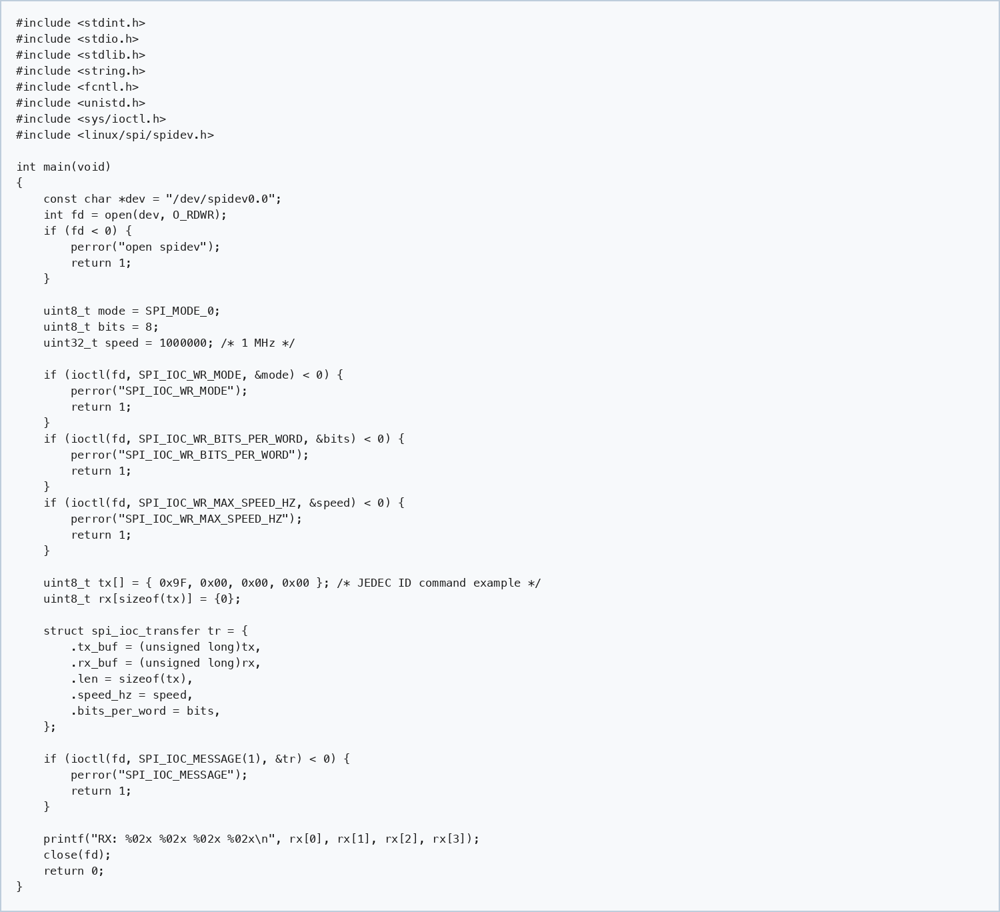 #include <stdint.h>
#include <stdio.h>
#include <stdlib.h>
#include <string.h>
#include <fcntl.h>
#include <unistd.h>
#include <sys/ioctl.h>
#include <linux/spi/spidev.h>

int main(void)
{
    const char *dev = "/dev/spidev0.0";
    int fd = open(dev, O_RDWR);
    if (fd < 0) {
        perror("open spidev");
        return 1;
    }

    uint8_t mode = SPI_MODE_0;
    uint8_t bits = 8;
    uint32_t speed = 1000000; /* 1 MHz */

    if (ioctl(fd, SPI_IOC_WR_MODE, &mode) < 0) {
        perror("SPI_IOC_WR_MODE");
        return 1;
    }
    if (ioctl(fd, SPI_IOC_WR_BITS_PER_WORD, &bits) < 0) {
        perror("SPI_IOC_WR_BITS_PER_WORD");
        return 1;
    }
    if (ioctl(fd, SPI_IOC_WR_MAX_SPEED_HZ, &speed) < 0) {
        perror("SPI_IOC_WR_MAX_SPEED_HZ");
        return 1;
    }

    uint8_t tx[] = { 0x9F, 0x00, 0x00, 0x00 }; /* JEDEC ID command example */
    uint8_t rx[sizeof(tx)] = {0};

    struct spi_ioc_transfer tr = {
        .tx_buf = (unsigned long)tx,
        .rx_buf = (unsigned long)rx,
        .len = sizeof(tx),
        .speed_hz = speed,
        .bits_per_word = bits,
    };

    if (ioctl(fd, SPI_IOC_MESSAGE(1), &tr) < 0) {
        perror("SPI_IOC_MESSAGE");
        return 1;
    }

    printf("RX: %02x %02x %02x %02x\n", rx[0], rx[1], rx[2], rx[3]);
    close(fd);
    return 0;
}